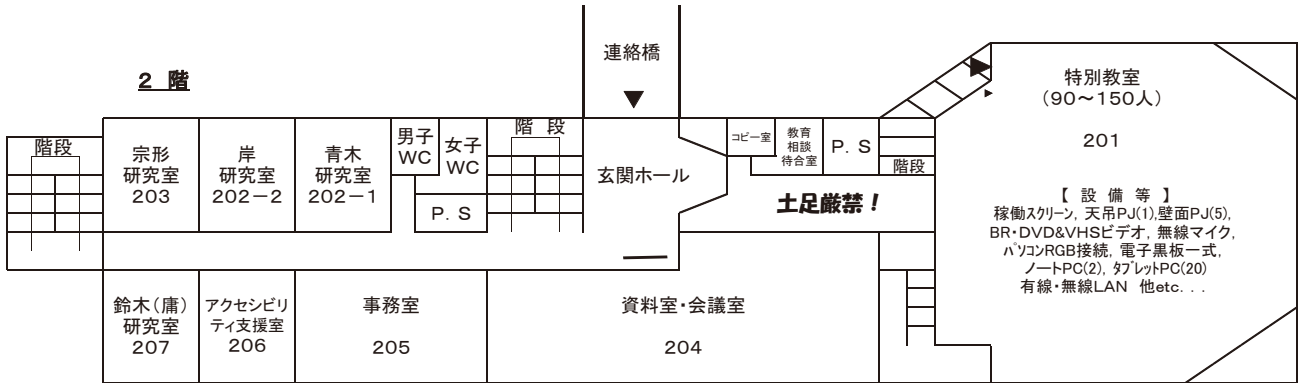 ２ 階
連絡橋
階段
宗形
研究室
203
岸
研究室
202－2
青木
研究室
202－1
男子
WC
女子
WC
P. S
階 段
玄関ホール
コピー室
教育
相談
待合室
P. S
階段
土足厳禁！
特別教室
（90～150人）
201
【 設 備 等 】
稼働スクリーン, 天吊PJ(1),壁面PJ(5),
BR・DVD&VHSビデオ, 無線マイク,
パソコンRGB接続, 電子黒板一式,
ノートPC(2), タブレットPC(20)
有線・無線LAN 他etc. . .
鈴木（庸）
研究室
207
アクセシビリ
ティ支援室
206
事務室
205
資料室・会議室
204